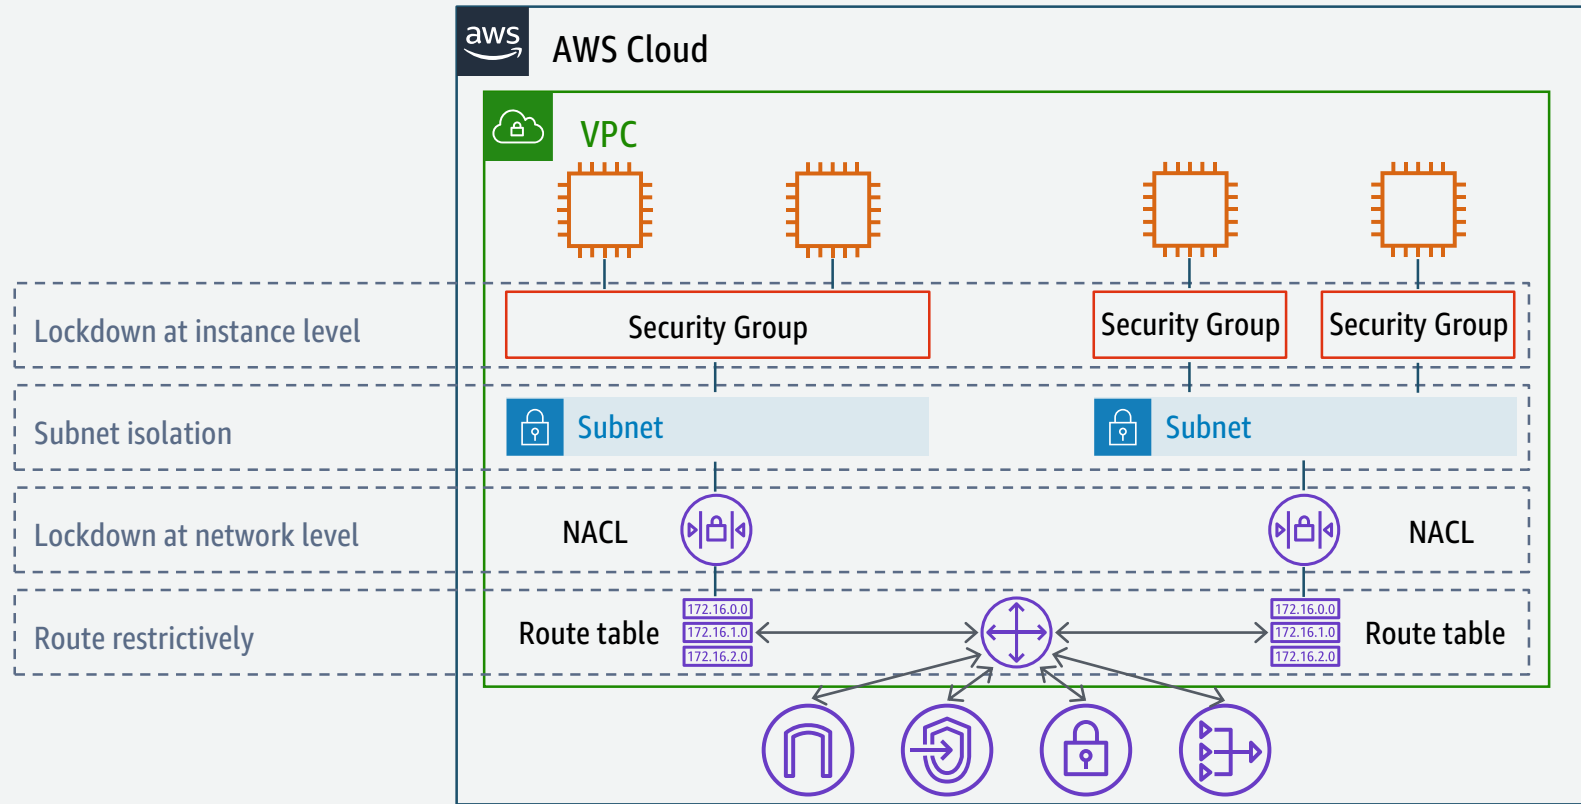 aws
AWS Cloud
VPC
Lockdown at instance level
Security Group
Security Group
Security Group
Subnet isolation
Subnet
Subnet
Lockdown at network level
NACL
NACL
Route restrictively
Route table
172.16.0.0
172.16.1.0
172.16.2.0
172.16.0.0
172.16.1.0
172.16.2.0
Route table